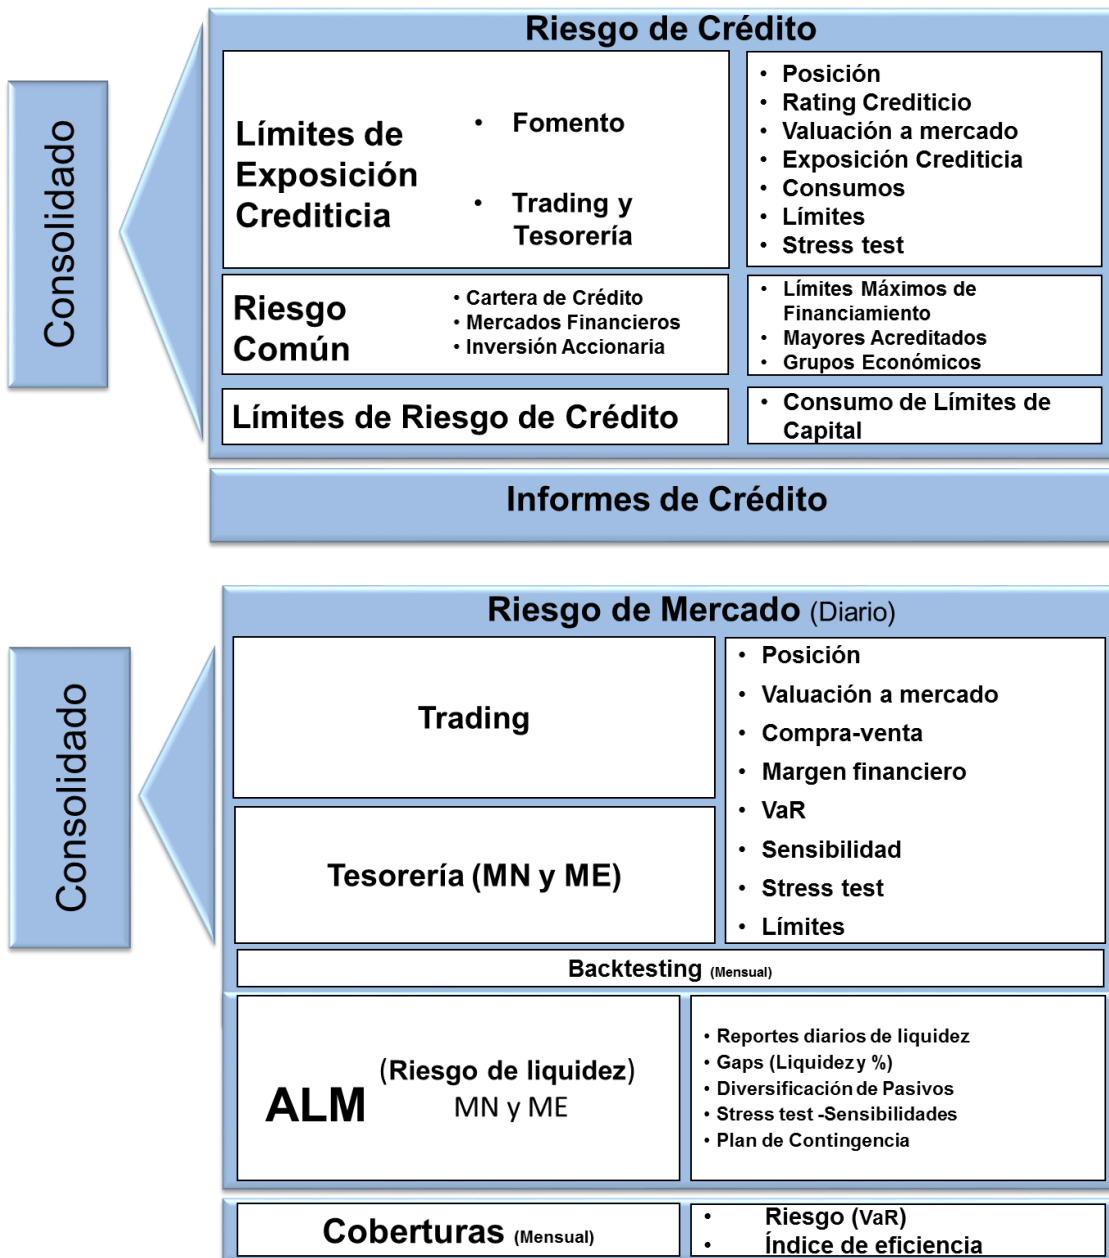 Consolidado
Riesgo de Crédito
Límites de
Exposición
Crediticia
• Fomento
• Trading y
Tesorería
• Posición
• Rating Crediticio
• Valuación a mercado
• Exposición Crediticia
• Consumos
• Límites
• Stress test
Riesgo
Común
• Cartera de Crédito
• Mercados Financieros
• Inversión Accionaria
• Límites Máximos de
Financiamiento
• Mayores Acreditados
• Grupos Económicos
Límites de Riesgo de Crédito
• Consumo de Límites de
Capital
Informes de Crédito
Consolidado
Riesgo de Mercado (Diario)
Trading
Tesorería (MN y ME)
• Posición
• Valuación a mercado
• Compra-venta
• Margen financiero
• VaR
• Sensibilidad
• Stress test
• Límites
Backtesting (Mensual)
ALM
(Riesgo de liquidez)
MN y ME
• Reportes diarios de liquidez
• Gaps (Liquidez y %)
• Diversificación de Pasivos
• Stress test -Sensibilidades
• Plan de Contingencia
Coberturas (Mensual)
• Riesgo (VaR)
• Índice de eficiencia